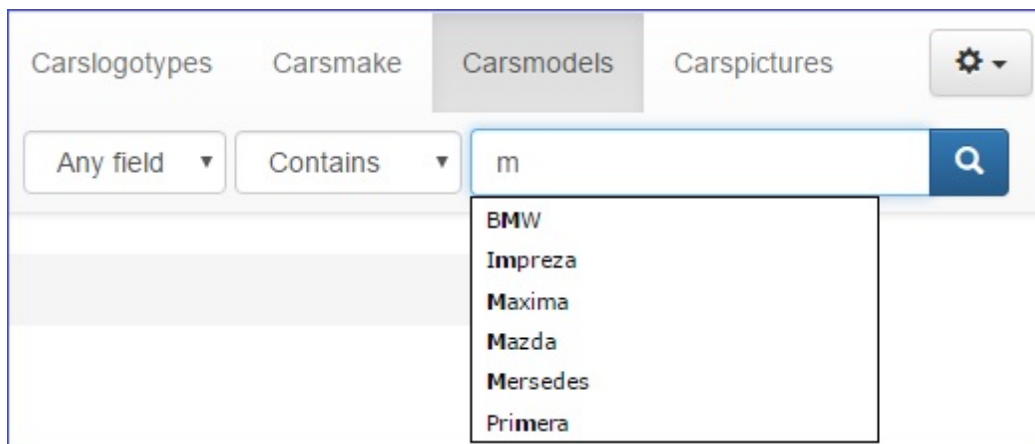 Carslogotypes Carsmake Carsmodels Carspictures
Any field Contains m
BMW
Impreza
Maxima
Mazda
Mersedes
Primera